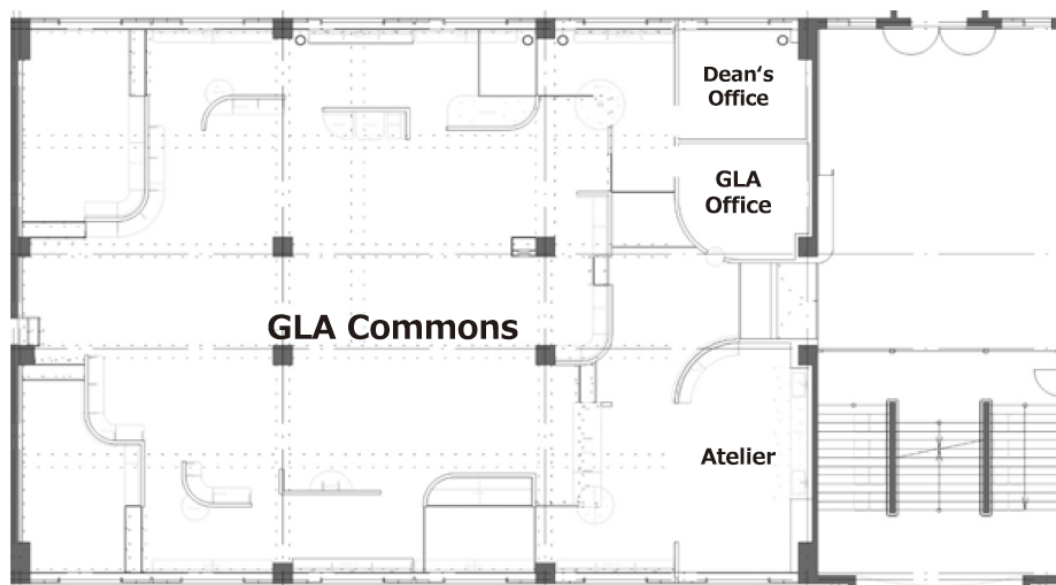 Dean's
Office
GLA
Office
GLA Commons
Atelier